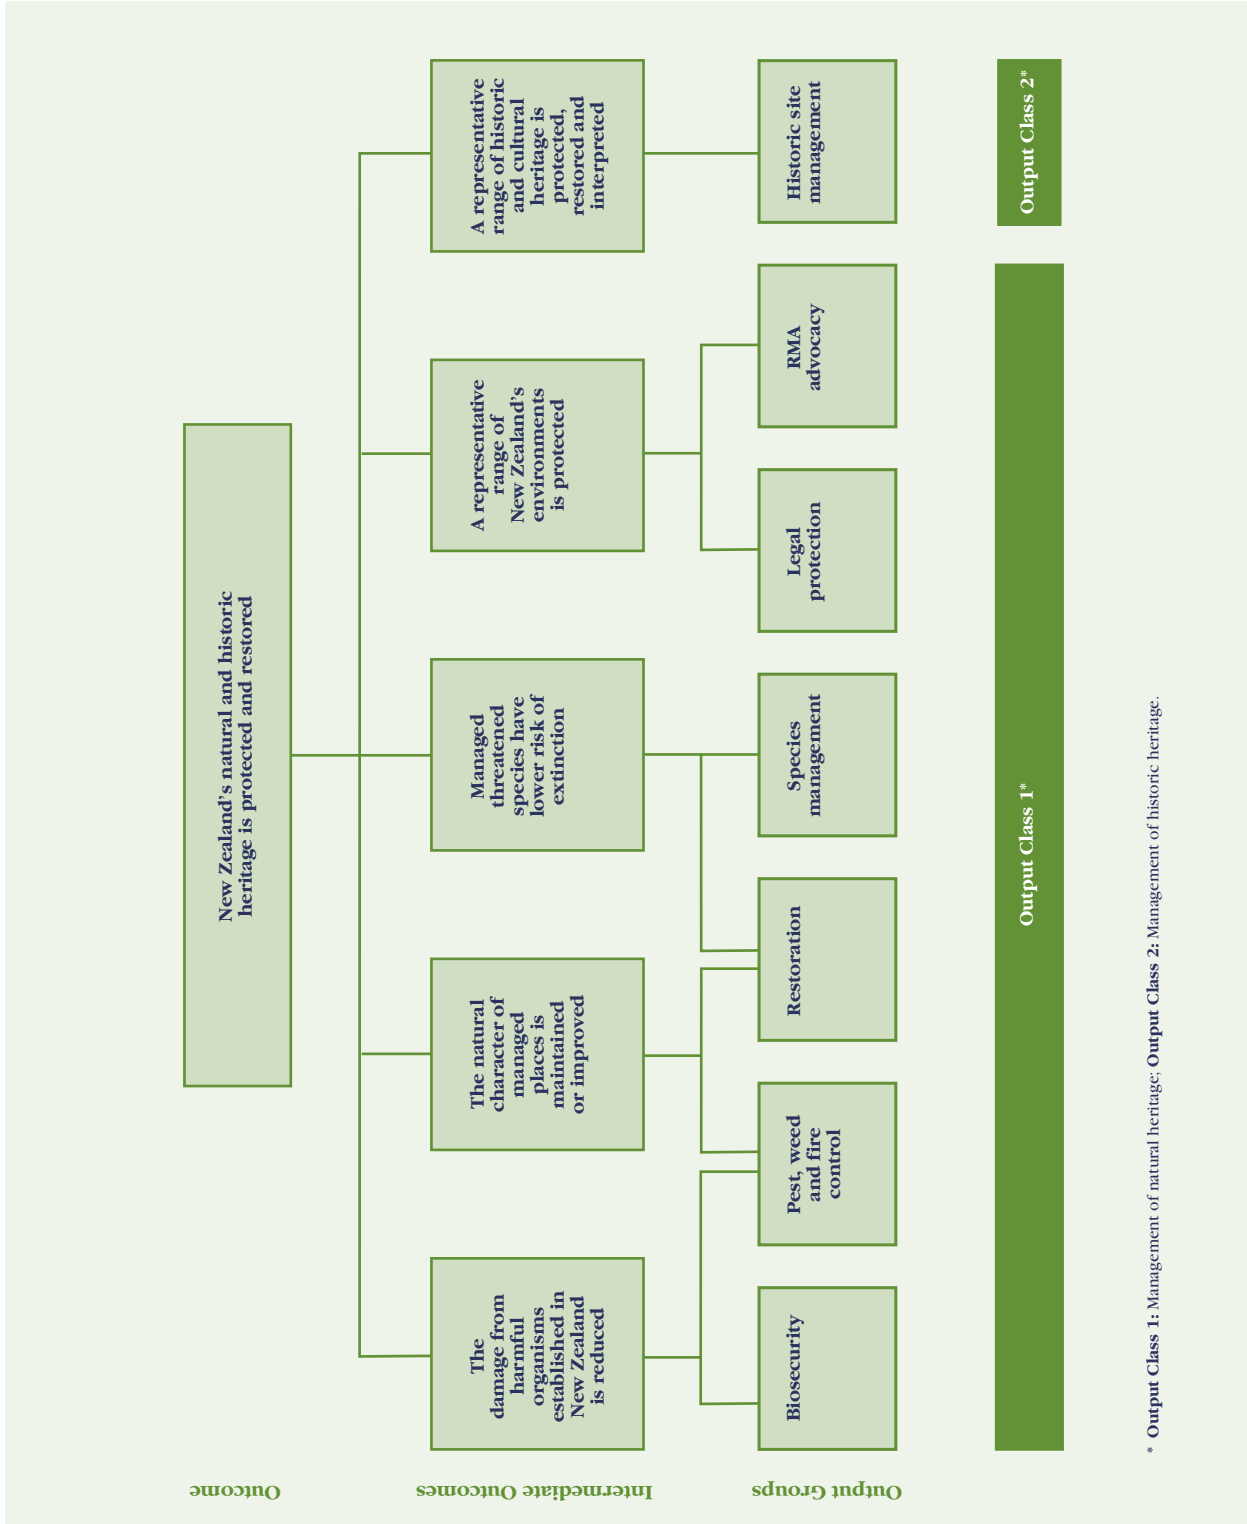 Outcome
New Zealand's natural and historic
heritage is protected and restored
Intermediate Outcomes
The
damage from
harmful
organisms
established in
New Zealand
is reduced
The natural
character of
managed
places is
maintained
or improved
Managed
threatened
species have
lower risk of
extinction
A representative
range of
New Zealand's
environments
is protected
A representative
range of historic
and cultural
heritage is
protected,
restored and
interpreted
Output Groups
Biosecurity
Pest, weed
and fire
control
Restoration
Species
management
Legal
protection
RMA
advocacy
Historic site
management
Output Class 1*
Output Class 2*
* Output Class 1: Management of natural heritage; Output Class 2: Management of historic heritage.